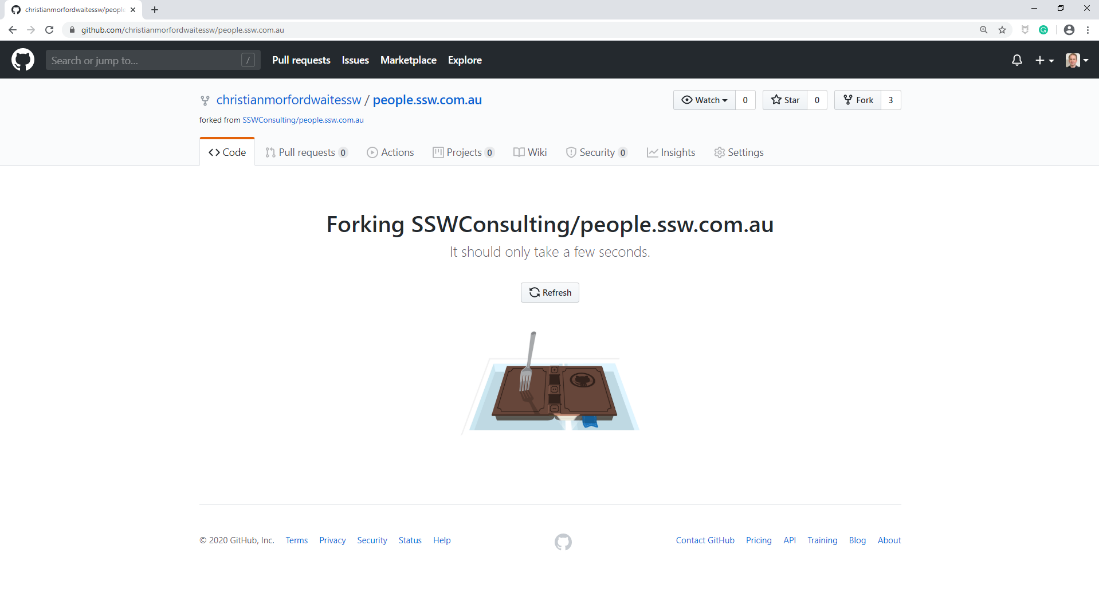 christianmorfordwaitessw/people
github.com/christianmorfordwaitessw/people.ssw.com.au
Search or jump to...
/
Pull requests
Issues
Marketplace
Explore
christianmorfordwaitessw / people.ssw.com.au
Watch 0
Star 0
Fork 3
forked from SSWConsulting/people.ssw.com.au
Code
Pull requests 0
Actions
Projects 0
Wiki
Security 0
Insights
Settings
Forking SSWConsulting/people.ssw.com.au
It should only take a few seconds.
Refresh
© 2020 GitHub, Inc.
Terms
Privacy
Security
Status
Help
Contact GitHub
Pricing
API
Training
Blog
About